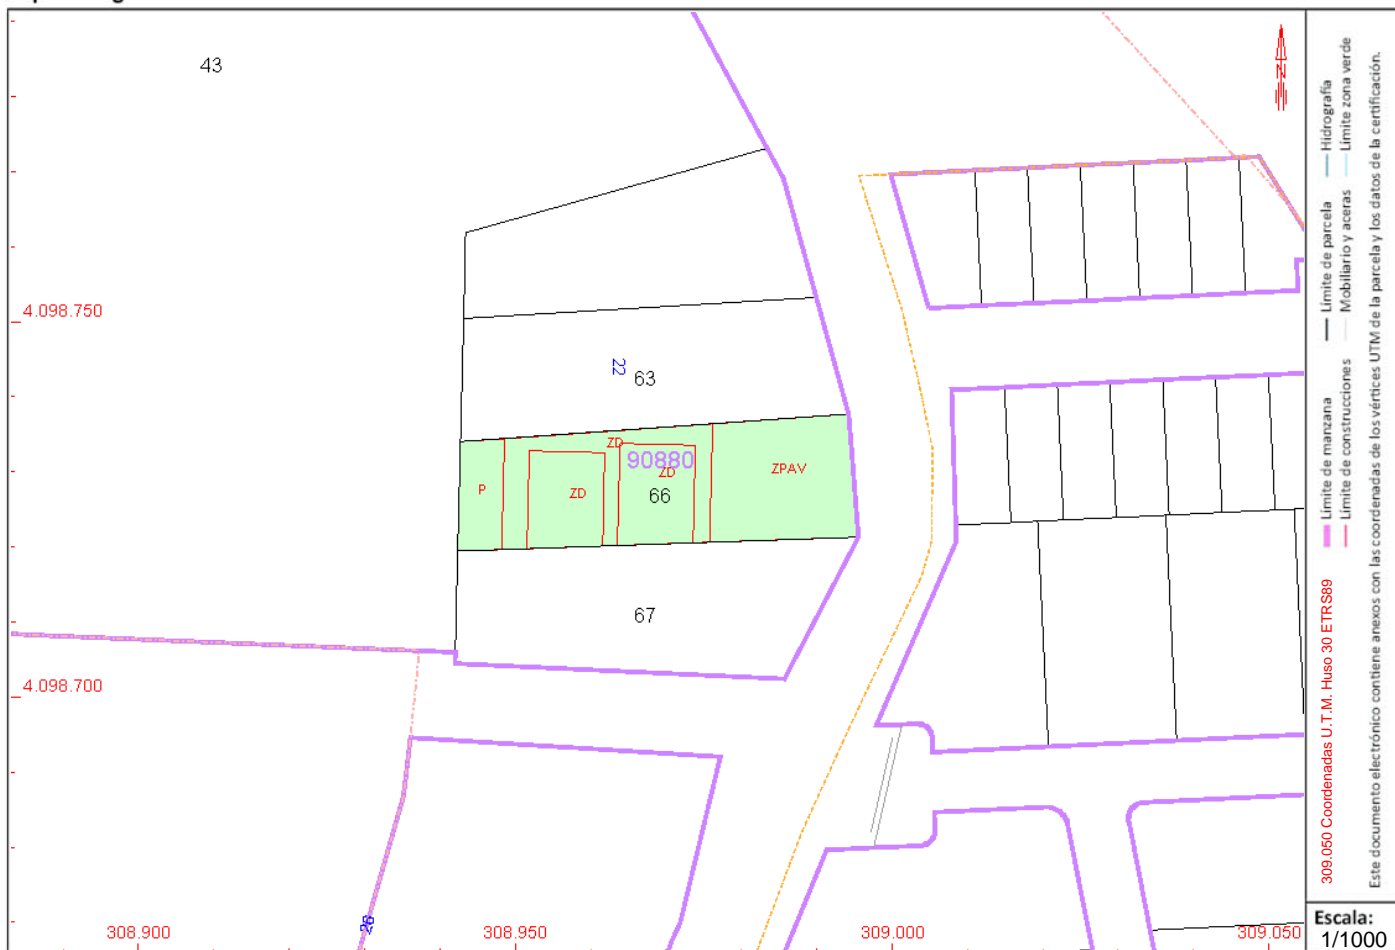 43
N
4.098.750
22
63
ZD
90880
ZD
P
ZD
66
ZPAV
67
4.098.700
308.900
308.950
309.000
309.050
Límite de manzana
Límite de parcela
Hidrografía
Límite de construcciones
Mobiliario y aceras
Límite zona verde
309.050 Coordenadas U.T.M. Huso 30 ETRS89
Este documento electrónico contiene anexos con las coordenadas de los vértices UTM de la parcela y los datos de la certificación.
Escala:
1/1000